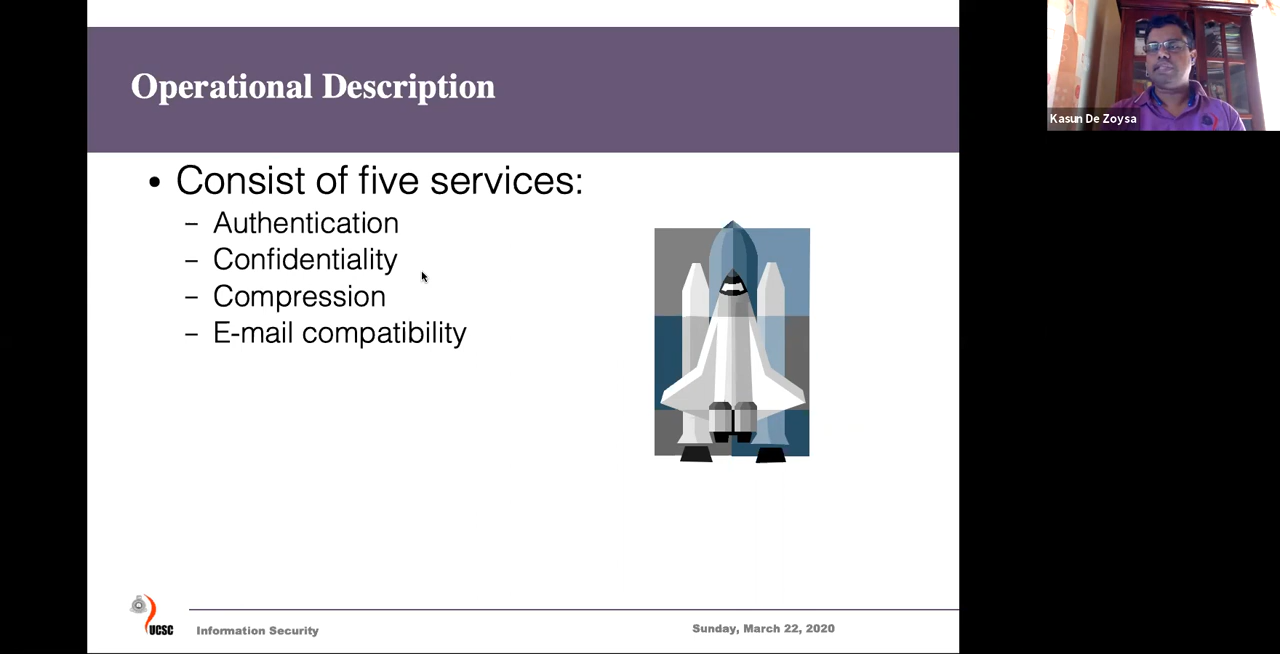 Operational Description
• Consist of five services:
– Authentication
– Confidentiality
– Compression
– E-mail compatibility
UCSC
Information Security
Sunday, March 22, 2020
Kasun De Zoysa